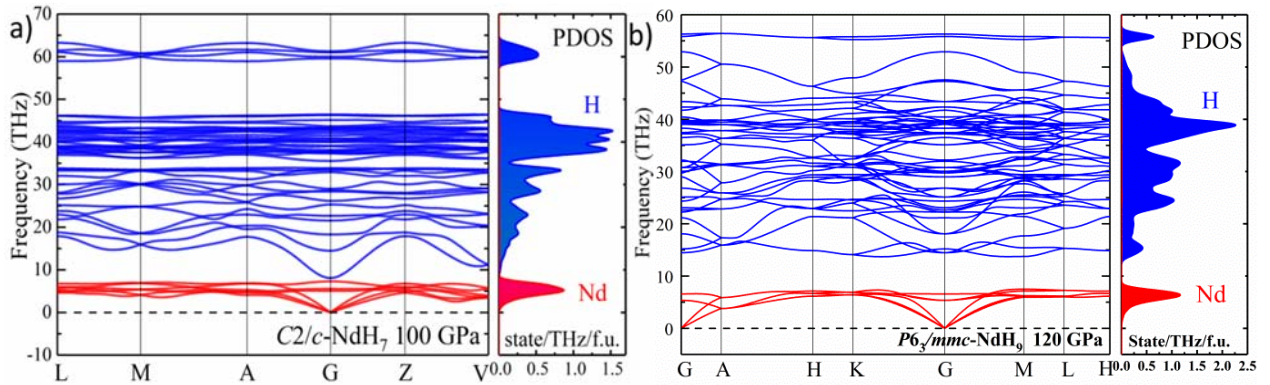 a)
70
60
50
40
30
20
10
0
-10
Frequency (THz)
L M A G Z V
C2/c-NdH₇ 100 GPa
PDOS
H
Nd
state/THz/f.u.
0.0 0.5 1.0 1.5
b)
60
50
40
30
20
10
0
Frequency (THz)
G A H K G M L H
P6₃/mmc-NdH₉ 120 GPa
PDOS
H
Nd
State/THz/f.u.
0.0 0.5 1.0 1.5 2.0 2.5